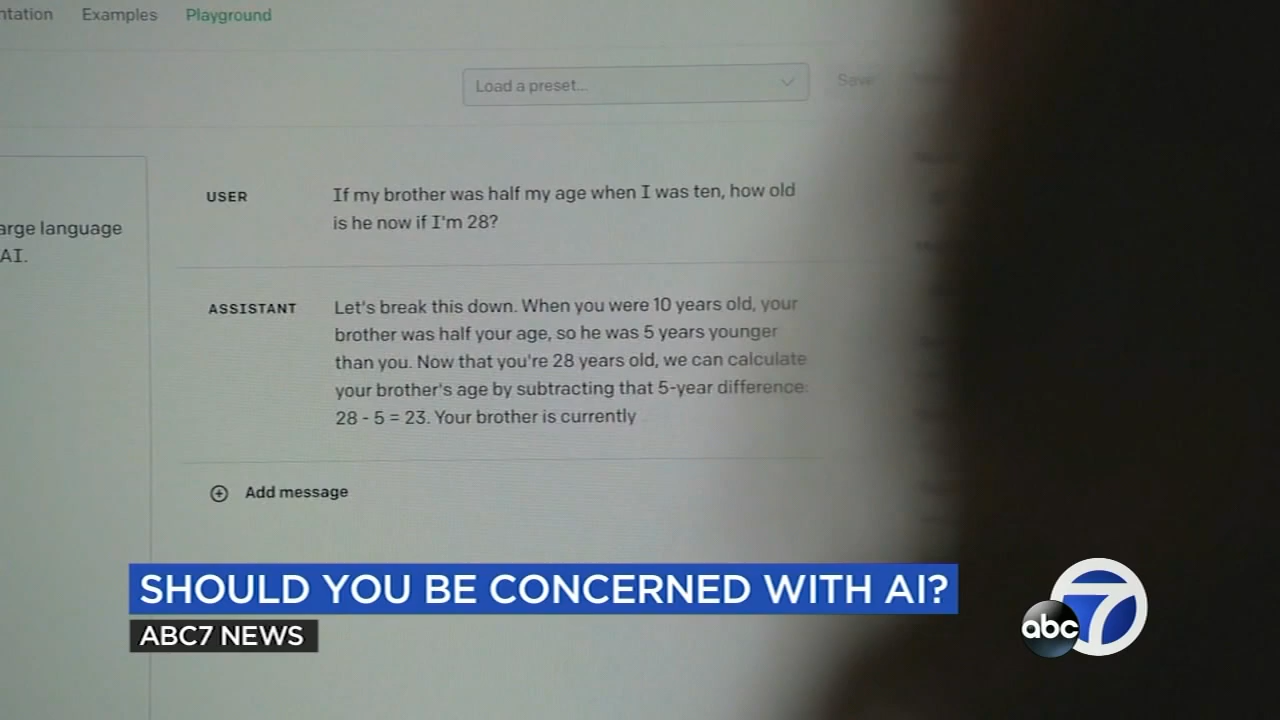 Examples Playground
Load a preset...
Save
USER
If my brother was half my age when I was ten, how old
is he now if I'm 28?
arge language
AI.
ASSISTANT
Let's break this down. When you were 10 years old, your
brother was half your age, so he was 5 years younger
than you. Now that you're 28 years old, we can calculate
your brother's age by subtracting that 5-year difference:
28 - 5 = 23. Your brother is currently
Add message
SHOULD YOU BE CONCERNED WITH AI?
ABC7 NEWS
abc 7